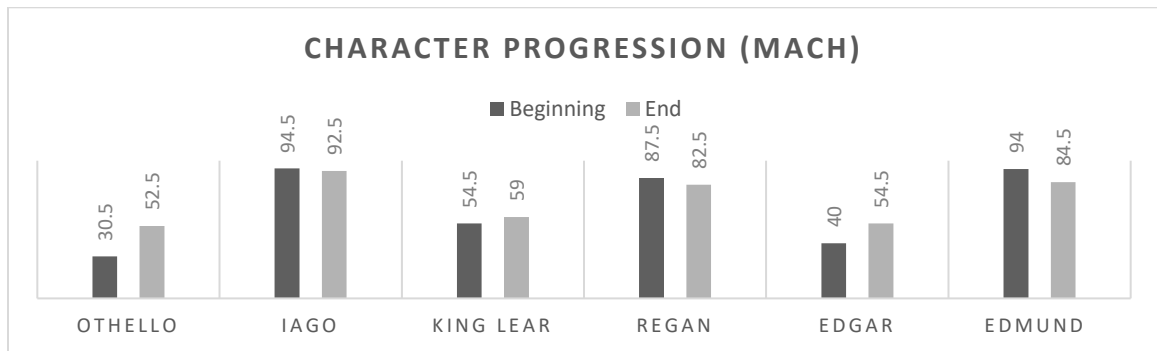 CHARACTER PROGRESSION (MACH)
Beginning End
30.5 52.5 94.5 92.5 54.5 59 87.5 82.5 40 54.5 94 84.5
OTHELLO IAGO KING LEAR REGAN EDGAR EDMUND